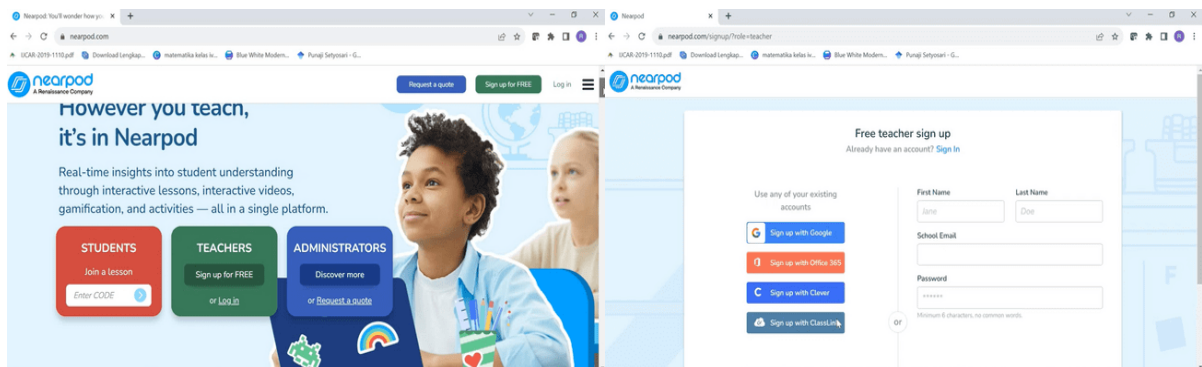 Nearpod: You'll wonder how you
nearpod.com
IJCAR-2019-1110.pdf
Download Lengkap...
matematika kelas iv...
Blue White Modern...
Punaji Setyosari - G...
nearpod
A Renaissance Company
Request a quote
Sign up for FREE
Log in
However you teach,
it's in Nearpod
Real-time insights into student understanding
through interactive lessons, interactive videos,
gamification, and activities — all in a single platform.
STUDENTS
Join a lesson
Enter CODE
TEACHERS
Sign up for FREE
or Log in
ADMINISTRATORS
Discover more
or Request a quote
Nearpod
nearpod.com/signup/?role=teacher
IJCAR-2019-1110.pdf
Download Lengkap...
matematika kelas iv...
Blue White Modern...
Punaji Setyosari - G...
nearpod
A Renaissance Company
Free teacher sign up
Already have an account? Sign In
Use any of your existing
accounts
Sign up with Google
Sign up with Office 365
Sign up with Clever
Sign up with ClassLink
or
First Name
Last Name
Jane
Doe
School Email
Password
******
Minimum 6 characters, no common words.
F